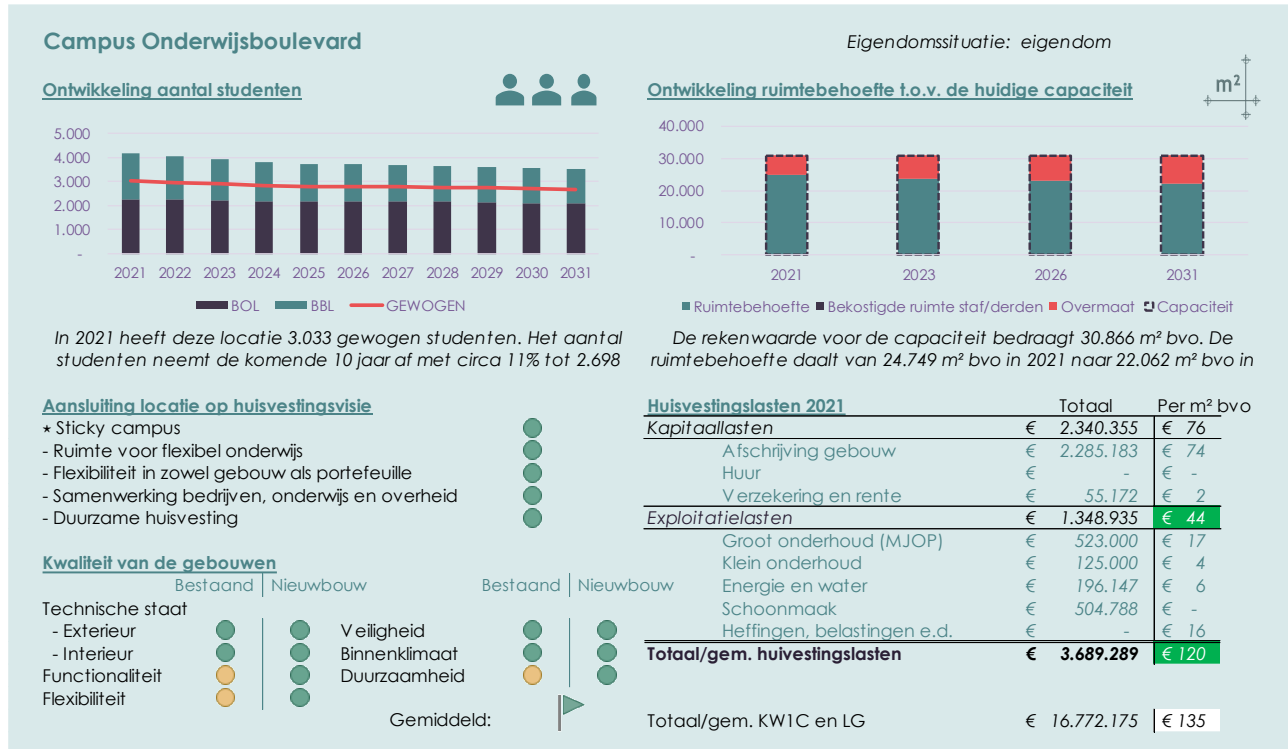 Campus Onderwijsboulevard
Eigendomssituatie: eigendom
Ontwikkeling aantal studenten
5.000
4.000
3.000
2.000
1.000
-
2021 2022 2023 2024 2025 2026 2027 2028 2029 2030 2031
BOL BBL GEWOGEN
In 2021 heeft deze locatie 3.033 gewogen studenten. Het aantal
studenten neemt de komende 10 jaar af met circa 11% tot 2.698
Ontwikkeling ruimtebehoefte t.o.v. de huidige capaciteit
m²
40.000
30.000
20.000
10.000
-
2021 2023 2026 2031
Ruimtebehoefte Bekostigde ruimte staf/derden Overmaat Capaciteit
De rekenwaarde voor de capaciteit bedraagt 30.866 m² bvo. De
ruimtebehoefte daalt van 24.749 m² bvo in 2021 naar 22.062 m² bvo in
Aansluiting locatie op huisvestingsvisie
* Sticky campus
- Ruimte voor flexibel onderwijs
- Flexibiliteit in zowel gebouw als portefeuille
- Samenwerking bedrijven, onderwijs en overheid
- Duurzame huisvesting
Kwaliteit van de gebouwen
Bestaand Nieuwbouw Bestaand Nieuwbouw
Technische staat
- Exterieur Veiligheid
- Interieur Binnenklimaat
Functionaliteit Duurzaamheid
Flexibiliteit
Gemiddeld:
Huisvestingslasten 2021 Totaal Per m² bvo
Kapitaallasten € 2.340.355 € 76
Afschrijving gebouw € 2.285.183 € 74
Huur € - € -
Verzekering en rente € 55.172 € 2
Exploitatielasten € 1.348.935 € 44
Groot onderhoud (MJOP) € 523.000 € 17
Klein onderhoud € 125.000 € 4
Energie en water € 196.147 € 6
Schoonmaak € 504.788 € -
Heffingen, belastingen e.d. € - € 16
Totaal/gem. huivestingslasten € 3.689.289 € 120
Totaal/gem. KW1C en LG € 16.772.175 € 135